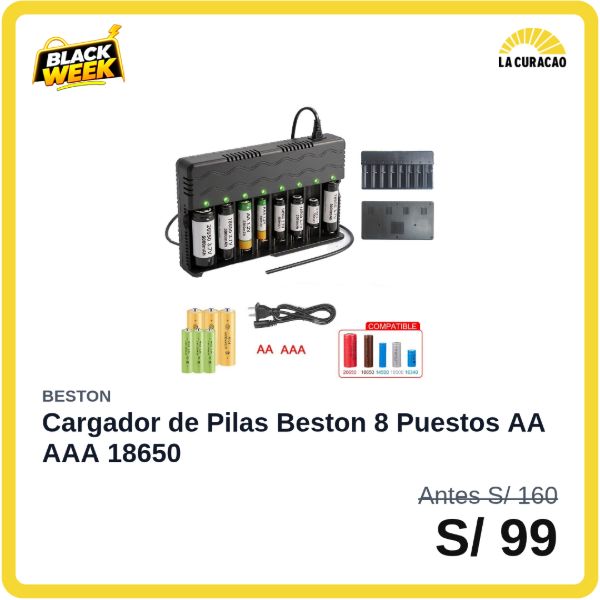 BLACK
WEEK
LA CURACAO
AA AAA
COMPATIBLE
BESTON
Cargador de Pilas Beston 8 Puestos AA
AAA 18650
Antes S/ 160
S/ 99